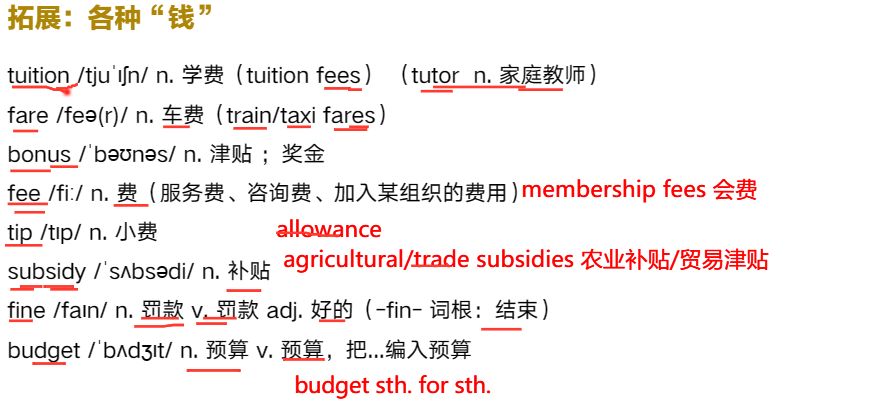 拓展：各种“钱”
tuition /tjuˈɪʃn/ n. 学费（tuition fees）（tutor n. 家庭教师）
fare /feə(r)/ n. 车费（train/taxi fares）
bonus /ˈbəʊnəs/ n. 津贴 ；奖金
fee /fiː/ n. 费（服务费、咨询费、加入某组织的费用）membership fees 会费
tip /tɪp/ n. 小费
allowance
subsidy /ˈsʌbsədi/ n. 补贴
agricultural/trade subsidies 农业补贴/贸易津贴
fine /faɪn/ n. 罚款 v. 罚款 adj. 好的（-fin- 词根：结束）
budget /ˈbʌdʒɪt/ n. 预算 v. 预算，把...编入预算
budget sth. for sth.